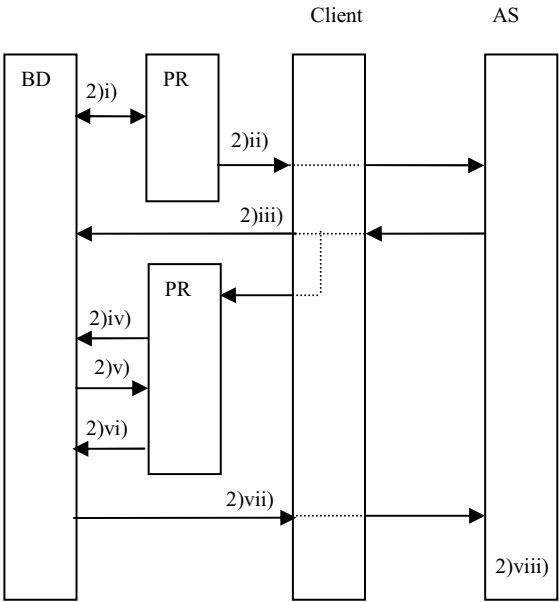 Client AS
BD PR
2)i)
2)ii)
2)iii)
PR
2)iv)
2)v)
2)vi)
2)vii)
2)viii)